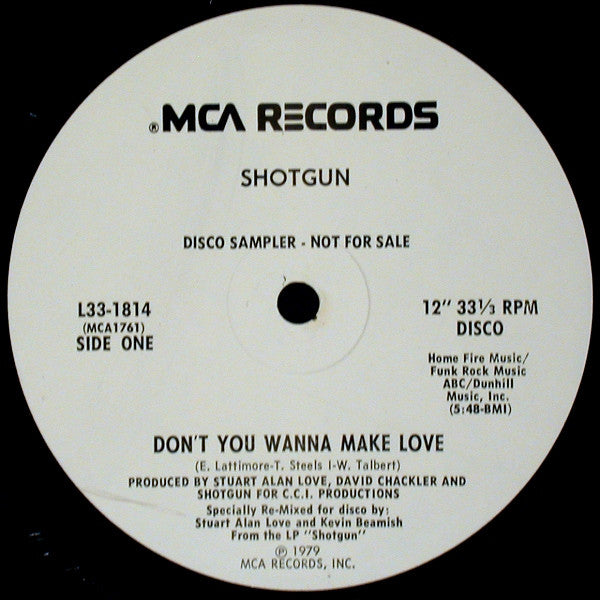 ® MCA RECORDS
SHOTGUN
DISCO SAMPLER - NOT FOR SALE
L33-1814
(MCA1761)
SIDE ONE
12" 33⅓ RPM
DISCO
Home Fire Music/
Funk Rock Music
ABC/Dunhill
Music, Inc.
(5:48-BMI)
DON'T YOU WANNA MAKE LOVE
(E. Lattimore-T. Steels I-W. Talbert)
PRODUCED BY STUART ALAN LOVE, DAVID CHACKLER AND
SHOTGUN FOR C.C.I. PRODUCTIONS
Specially Re-Mixed for disco by:
Stuart Alan Love and Kevin Beamish
From the LP "Shotgun"
℗ 1979
MCA RECORDS, INC.